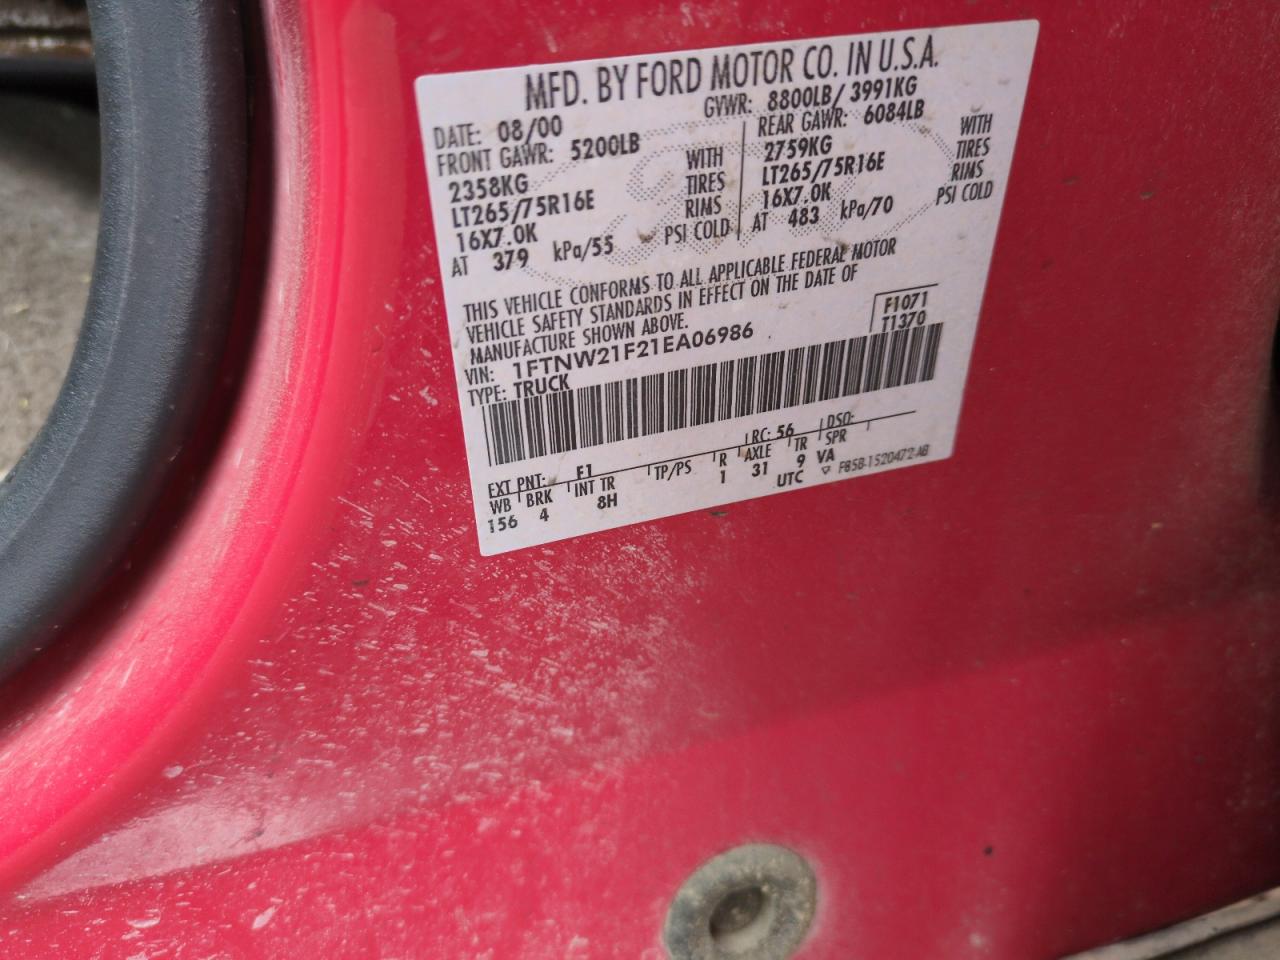 MFD. BY FORD MOTOR CO. IN U.S.A.
DATE: 08/00 GVWR: 8800LB/ 3991KG
FRONT GAWR: 5200LB REAR GAWR: 6084LB
2358KG WITH 2759KG WITH
LT265/75R16E TIRES LT265/75R16E TIRES
16X7.0K RIMS 16X7.0K RIMS
AT 379 kPa/55 PSI COLD AT 483 kPa/70 PSI COLD
THIS VEHICLE CONFORMS TO ALL APPLICABLE FEDERAL MOTOR
VEHICLE SAFETY STANDARDS IN EFFECT ON THE DATE OF
MANUFACTURE SHOWN ABOVE.
F1071
VIN: 1FTNW21F21EA06986 T1370
TYPE: TRUCK
EXT PNT: F1 RC: 56 DSO:
WB BRK INT TR TP/PS R AXLE TR SPR
156 4 8H 1 31 9 VA
UTC F85B-1520472-AB